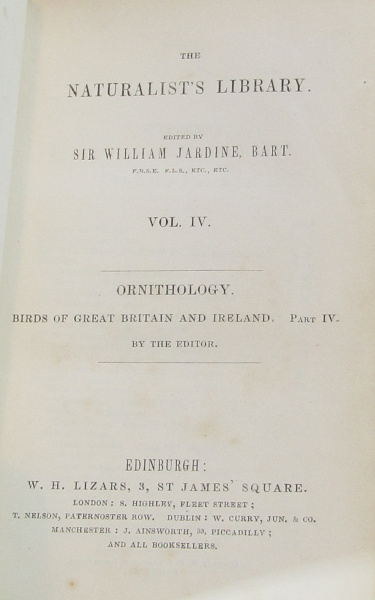 THE
NATURALIST'S LIBRARY.
EDITED BY
SIR WILLIAM JARDINE, BART.
F.R.S.E. F.L.S., ETC., ETC.
VOL. IV.
ORNITHOLOGY.
BIRDS OF GREAT BRITAIN AND IRELAND. PART IV.
BY THE EDITOR.
EDINBURGH:
W. H. LIZARS, 3, ST JAMES' SQUARE.
LONDON: S. HIGHLEY, FLEET STREET;
T. NELSON, PATERNOSTER ROW. DUBLIN: W. CURRY, JUN. & CO.
MANCHESTER: J. AINSWORTH, 93, PICCADILLY;
AND ALL BOOKSELLERS.